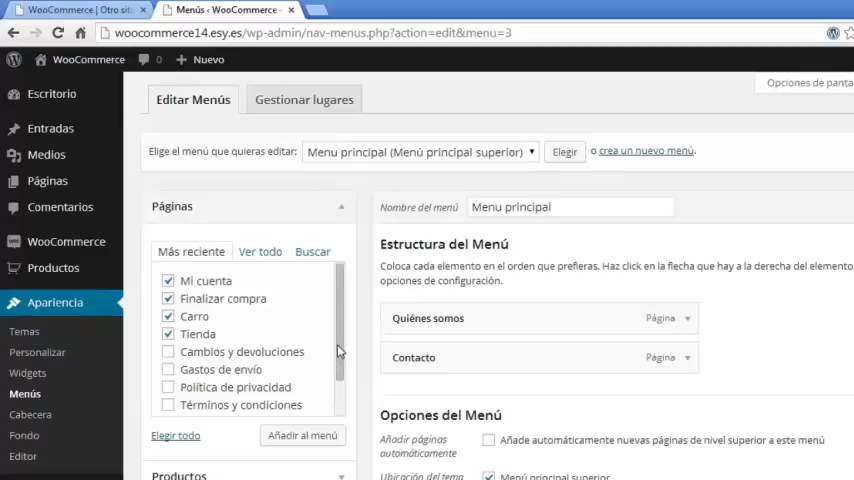 WooCommerce | Otro siti
Menús ‹ WooCommerce -
woocommerce14.esy.es/wp-admin/nav-menus.php?action=edit&menu=3
WooCommerce
0
Nuevo
Opciones de panta
Escritorio
Entradas
Medios
Páginas
Comentarios
WooCommerce
Productos
Apariencia
Temas
Personalizar
Widgets
Menús
Cabecera
Fondo
Editor
Editar Menús
Gestionar lugares
Elige el menú que quieras editar:
Menu principal (Menú principal superior)
Elegir
o crea un nuevo menú.
Páginas
Más reciente
Ver todo
Buscar
Mi cuenta
Finalizar compra
Carro
Tienda
Cambios y devoluciones
Gastos de envío
Política de privacidad
Términos y condiciones
Elegir todo
Añadir al menú
Productos
Nombre del menú
Menu principal
Estructura del Menú
Coloca cada elemento en el orden que prefieras. Haz click en la flecha que hay a la derecha del elemento
opciones de configuración.
Quiénes somos
Página
Contacto
Página
Opciones del Menú
Añadir páginas
automáticamente
Añade automáticamente nuevas páginas de nivel superior a este menú
Ubicación del tema
Menú principal superior